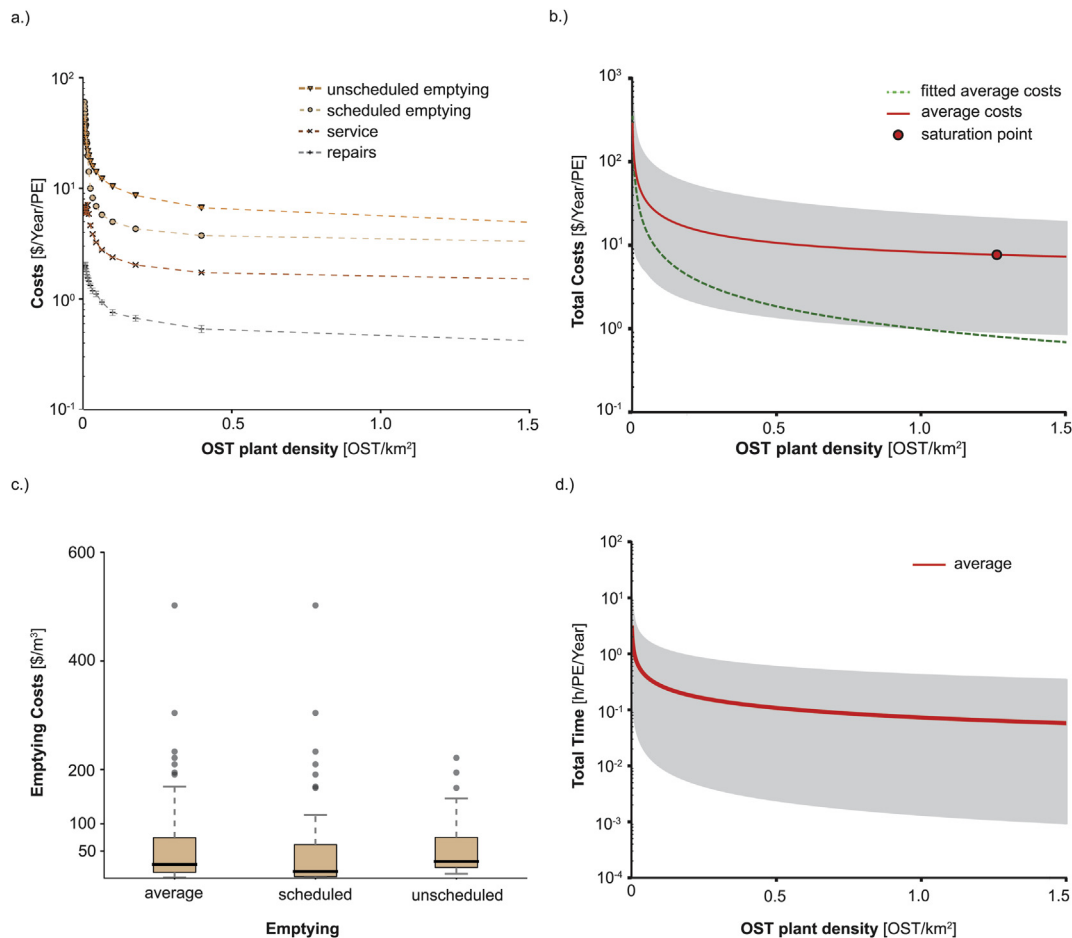 a.)
10²
10¹
10⁰
10⁻¹
Costs [$/Year/PE]
unscheduled emptying
scheduled emptying
service
repairs
0
0.5
1.0
1.5
OST plant density [OST/km²]
b.)
10³
10²
10¹
10⁰
10⁻¹
Total Costs [$/Year/PE]
fitted average costs
average costs
saturation point
0
0.5
1.0
1.5
OST plant density [OST/km²]
c.)
600
400
200
100
50
Emptying Costs [$/m³]
average
scheduled
unscheduled
Emptying
d.)
10²
10¹
10⁰
10⁻¹
10⁻²
10⁻³
10⁻⁴
Total Time [h/PE/Year]
average
0
0.5
1.0
1.5
OST plant density [OST/km²]